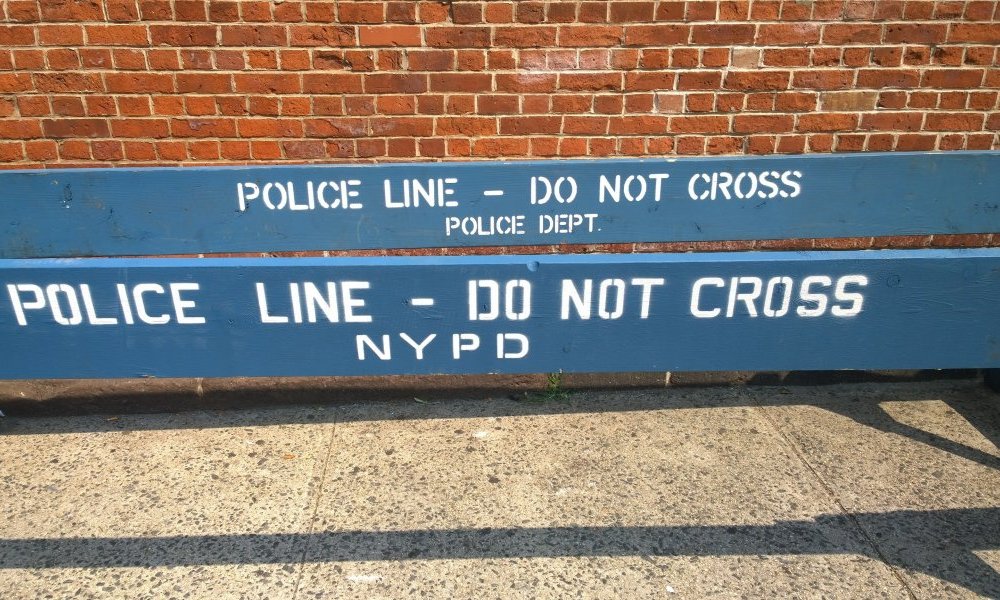 POLICE LINE - DO NOT CROSS
POLICE DEPT.
POLICE LINE - DO NOT CROSS
NYPD